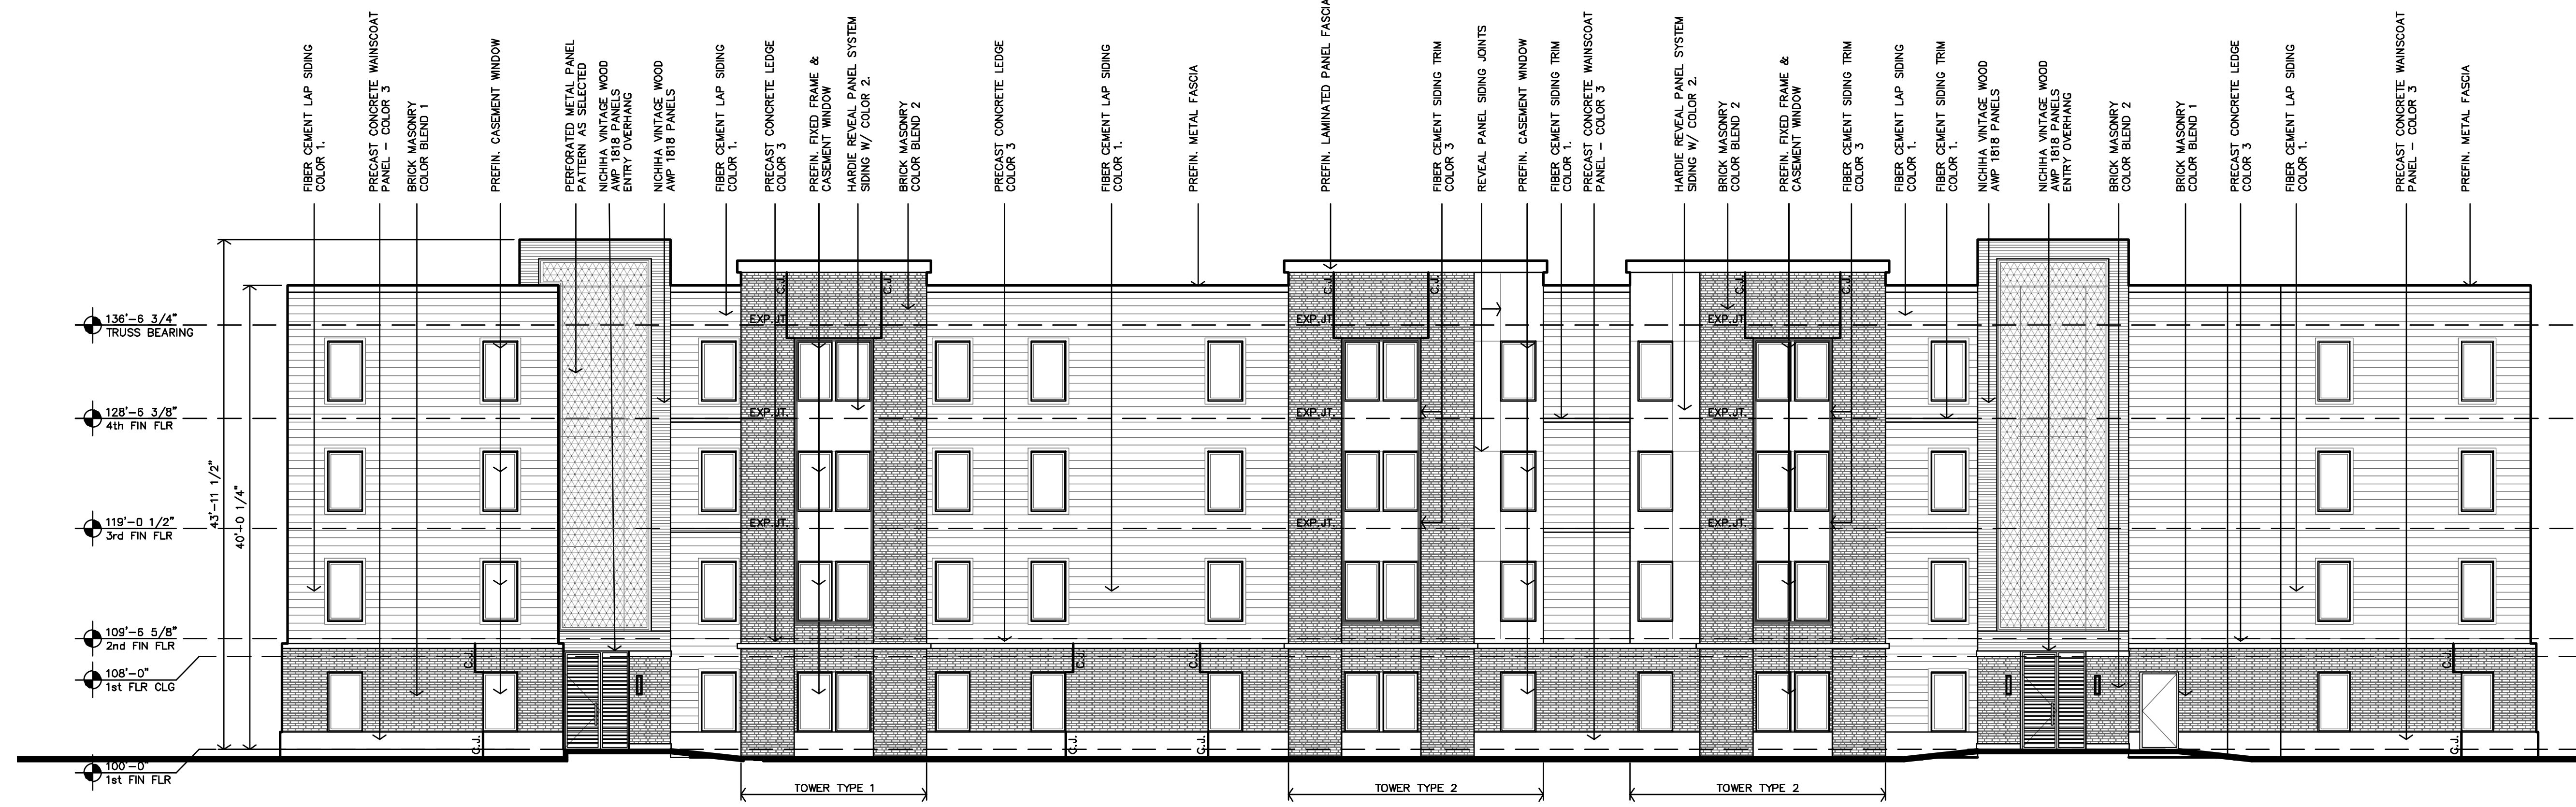 FIBER CEMENT LAP SIDING
COLOR 1.
PRECAST CONCRETE WAINSCOAT
PANEL – COLOR 3
BRICK MASONRY
COLOR BLEND 1
PREFIN. CASEMENT WINDOW
PERFORATED METAL PANEL
PATTERN AS SELECTED
NICHIHA VINTAGE WOOD
AWP 1818 PANELS
ENTRY OVERHANG
NICHIHA VINTAGE WOOD
AWP 1818 PANELS
FIBER CEMENT LAP SIDING
COLOR 1.
PRECAST CONCRETE LEDGE
COLOR 3
PREFIN. FIXED FRAME &
CASEMENT WINDOW
HARDIE REVEAL PANEL SYSTEM
SIDING W/ COLOR 2.
BRICK MASONRY
COLOR BLEND 2
PRECAST CONCRETE LEDGE
COLOR 3
FIBER CEMENT LAP SIDING
COLOR 1.
PREFIN. METAL FASCIA
PREFIN. LAMINATED PANEL FASCIA
FIBER CEMENT SIDING TRIM
COLOR 3
REVEAL PANEL SIDING JOINTS
PREFIN. CASEMENT WINDOW
FIBER CEMENT SIDING TRIM
COLOR 1.
PRECAST CONCRETE WAINSCOAT
PANEL – COLOR 3
HARDIE REVEAL PANEL SYSTEM
SIDING W/ COLOR 2.
BRICK MASONRY
COLOR BLEND 2
PREFIN. FIXED FRAME &
CASEMENT WINDOW
FIBER CEMENT SIDING TRIM
COLOR 3
FIBER CEMENT LAP SIDING
COLOR 1.
FIBER CEMENT SIDING TRIM
COLOR 1.
NICHIHA VINTAGE WOOD
AWP 1818 PANELS
NICHIHA VINTAGE WOOD
AWP 1818 PANELS
ENTRY OVERHANG
BRICK MASONRY
COLOR BLEND 2
BRICK MASONRY
COLOR BLEND 1
PRECAST CONCRETE LEDGE
COLOR 3
FIBER CEMENT LAP SIDING
COLOR 1.
PRECAST CONCRETE WAINSCOAT
PANEL – COLOR 3
PREFIN. METAL FASCIA
C.J.
C.J.
C.J.
C.J.
C.J.
C.J.
136'-6 3/4"
TRUSS BEARING
EXP.JT.
EXP.JT.
EXP.JT.
128'-6 3/8"
4th FIN FLR
EXP.JT.
EXP.JT.
EXP.JT.
43'-11 1/2"
40'-0 1/4"
119'-0 1/2"
3rd FIN FLR
EXP.JT.
EXP.JT.
EXP.JT.
109'-6 5/8"
2nd FIN FLR
C.J.
C.J.
C.J.
C.J.
108'-0"
1st FLR CLG
C.J.
C.J.
C.J.
C.J.
100'-0"
1st FIN FLR
TOWER TYPE 1
TOWER TYPE 2
TOWER TYPE 2